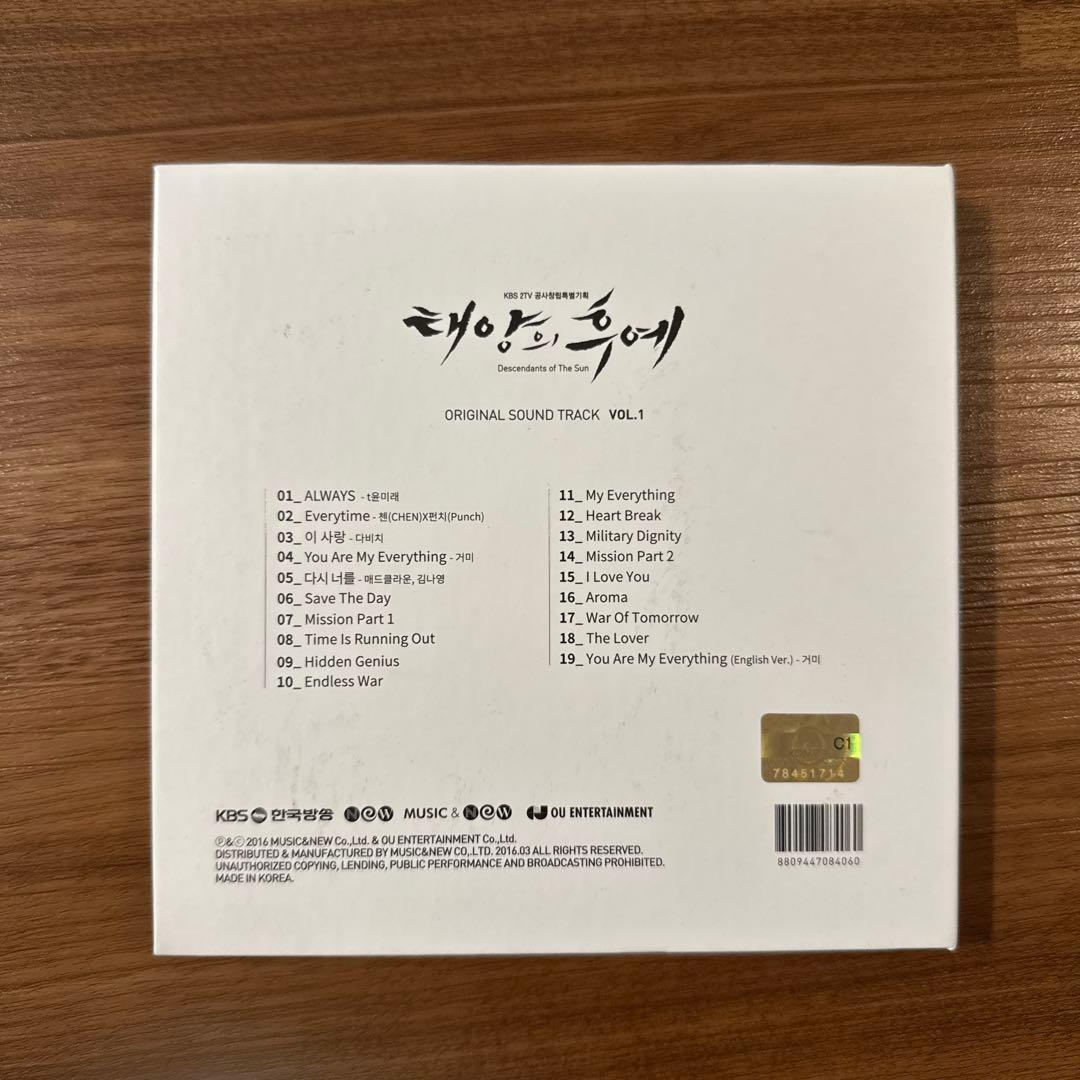 KBS 2TV 공사창립특별기획
태양의 후예
Descendants of The Sun
ORIGINAL SOUND TRACK VOL.1
01_ ALWAYS - t윤미래
02_ Everytime - 첸(CHEN)X펀치(Punch)
03_ 이 사랑 - 다비치
04_ You Are My Everything - 거미
05_ 다시 너를 - 매드클라운, 김나영
06_ Save The Day
07_ Mission Part 1
08_ Time Is Running Out
09_ Hidden Genius
10_ Endless War
11_ My Everything
12_ Heart Break
13_ Military Dignity
14_ Mission Part 2
15_ I Love You
16_ Aroma
17_ War Of Tomorrow
18_ The Lover
19_ You Are My Everything (English Ver.) - 거미
C1
78451714
KBS 한국방송 NEW MUSIC & NEW OU ENTERTAINMENT
Ⓟ&ⓒ 2016 MUSIC&NEW Co.,Ltd. & OU ENTERTAINMENT Co.,Ltd.
DISTRIBUTED & MANUFACTURED BY MUSIC&NEW CO,.LTD. 2016.03 ALL RIGHTS RESERVED.
UNAUTHORIZED COPYING, LENDING, PUBLIC PERFORMANCE AND BROADCASTING PROHIBITED.
MADE IN KOREA.
8809447084060